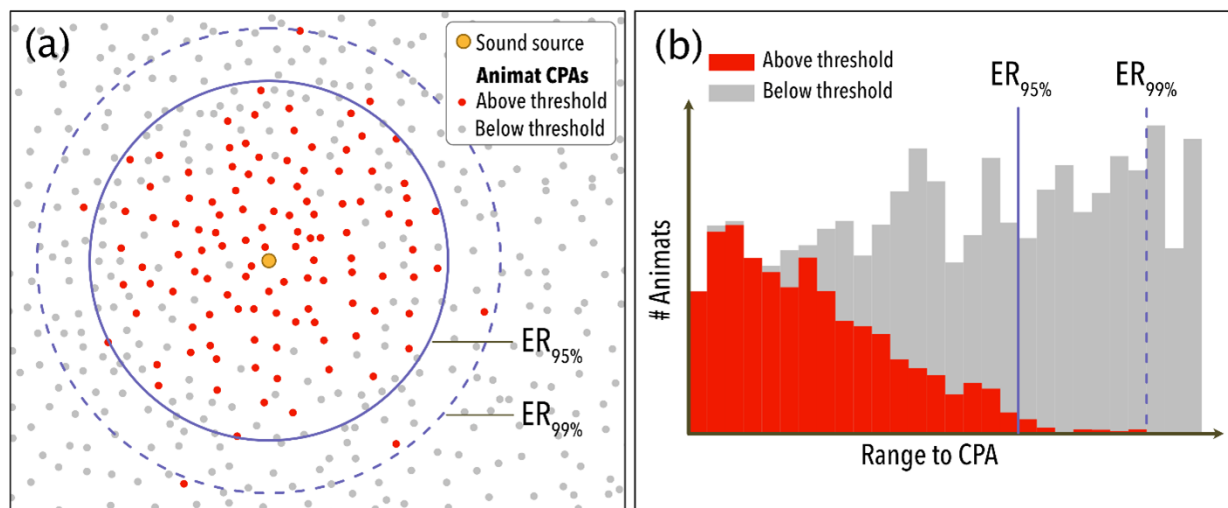 (a)
Sound source
Animat CPAs
Above threshold
Below threshold
ER95%
ER99%
(b)
Above threshold
Below threshold
ER95%
ER99%
# Animats
Range to CPA